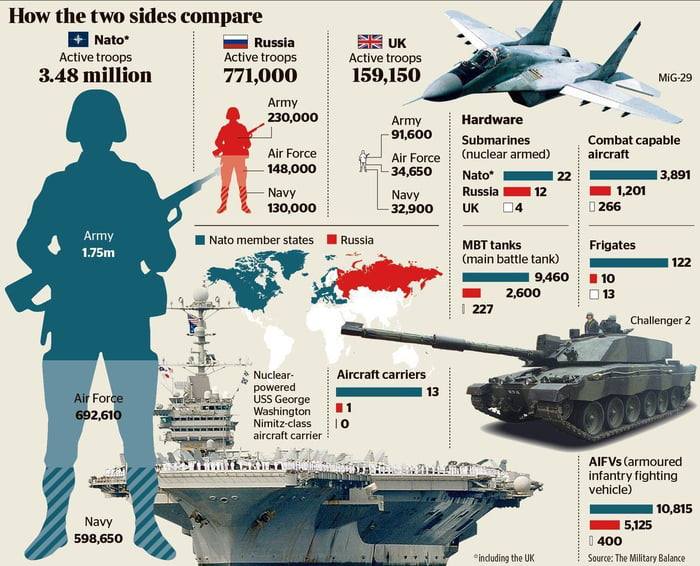 How the two sides compare
Nato*
Active troops
3.48 million
Army
1.75m
Air Force
692,610
Navy
598,650
Russia
Active troops
771,000
Army
230,000
Air Force
148,000
Navy
130,000
UK
Active troops
159,150
Army
91,600
Air Force
34,650
Navy
32,900
MiG-29
Hardware
Submarines
(nuclear armed)
Nato* 22
Russia 12
UK 4
Combat capable
aircraft
3,891
1,201
266
Nato member states
Russia
MBT tanks
(main battle tank)
9,460
2,600
227
Frigates
122
10
13
Challenger 2
Nuclear-
powered
USS George
Washington
Nimitz-class
aircraft carrier
Aircraft carriers
13
1
0
AIFVs (armoured
infantry fighting
vehicle)
10,815
5,125
400
*including the UK
Source: The Military Balance